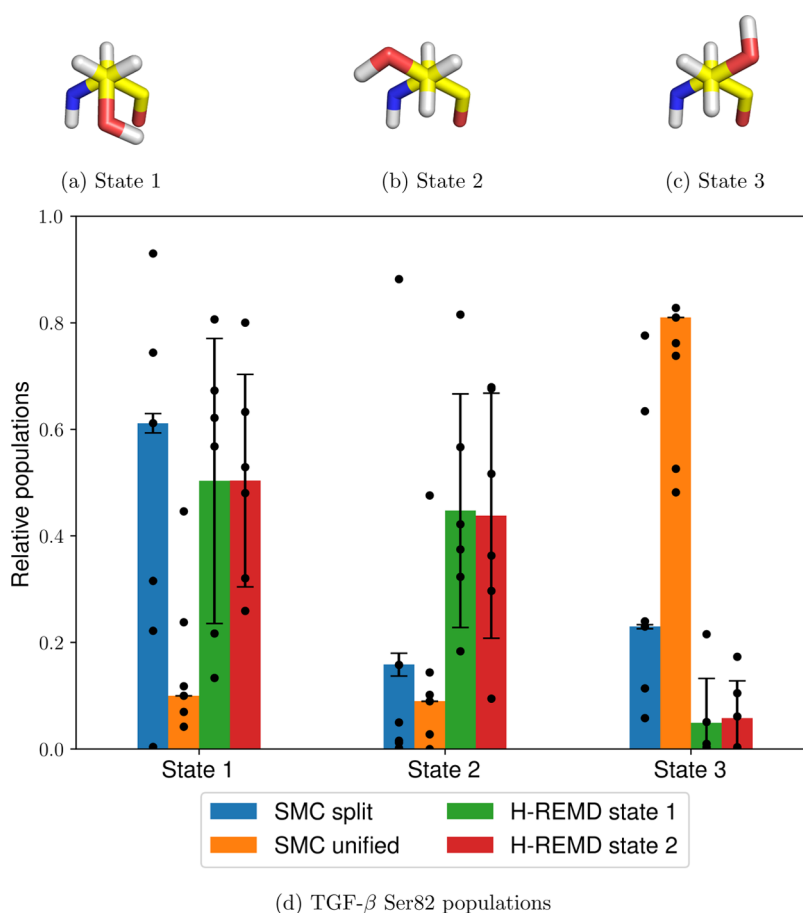 (a) State 1
(b) State 2
(c) State 3
1.0
0.8
0.6
0.4
0.2
0.0
Relative populations
State 1
State 2
State 3
SMC split
SMC unified
H-REMD state 1
H-REMD state 2
(d) TGF-β Ser82 populations